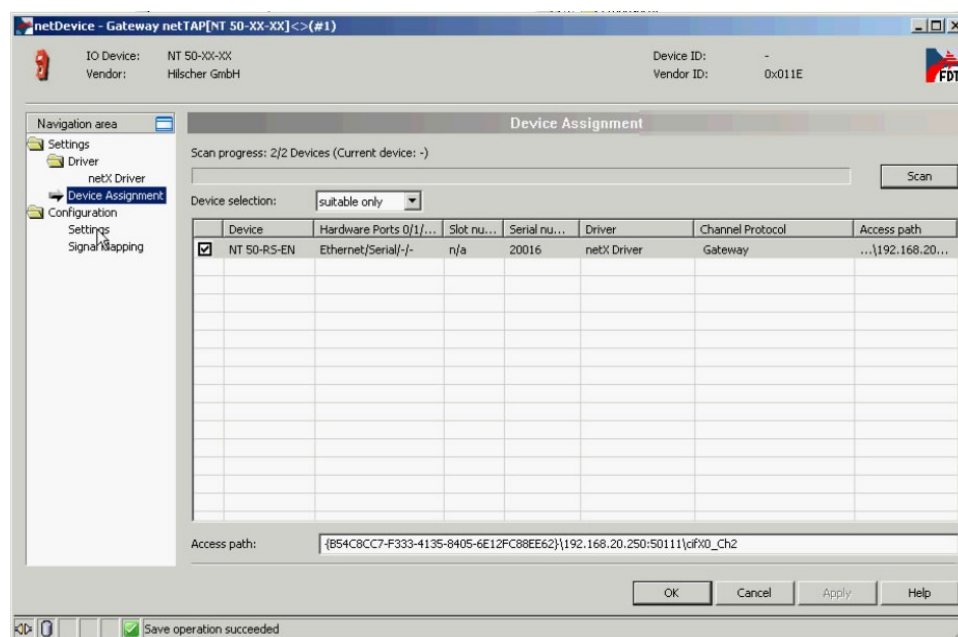 netDevice - Gateway netTAP[NT 50-XX-XX]<>(#1)
IO Device: NT 50-XX-XX Device ID: -
Vendor: Hilscher GmbH Vendor ID: 0x011E
FDT
Navigation area
Settings
Driver
netX Driver
Device Assignment
Configuration
Settings
Signal Mapping
Device Assignment
Scan progress: 2/2 Devices (Current device: -)
Scan
Device selection: suitable only
Device Hardware Ports 0/1/... Slot nu... Serial nu... Driver Channel Protocol Access path
NT 50-RS-EN Ethernet/Serial/-/- n/a 20016 netX Driver Gateway ...\192.168.20...
Access path: {B54C8CC7-F333-4135-8405-6E12FC88EE62}\192.168.20.250:50111\cifX0_Ch2
OK Cancel Apply Help
Save operation succeeded